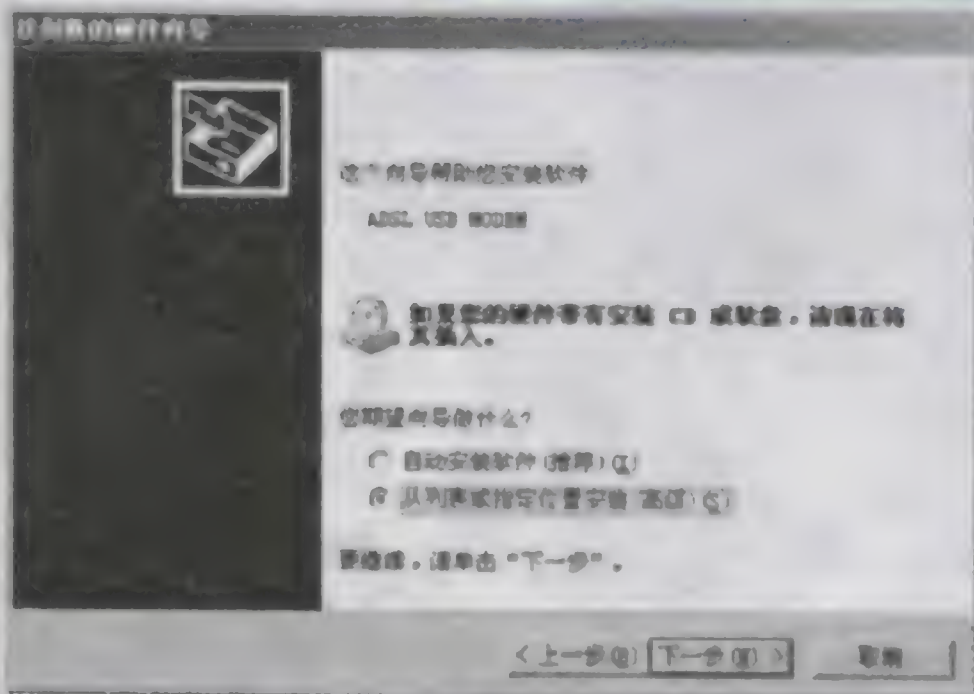 找到新的硬件向导
这个向导帮助您安装软件
ADSL USB MODEM
如果您的硬件带有安装 CD 或软盘，请现在将
其插入。
您期望向导做什么？
自动安装软件(推荐)(I)
从列表或指定位置安装(高级)(S)
要继续，请单击“下一步”。
<上一步(B) 下一步(N)> 取消